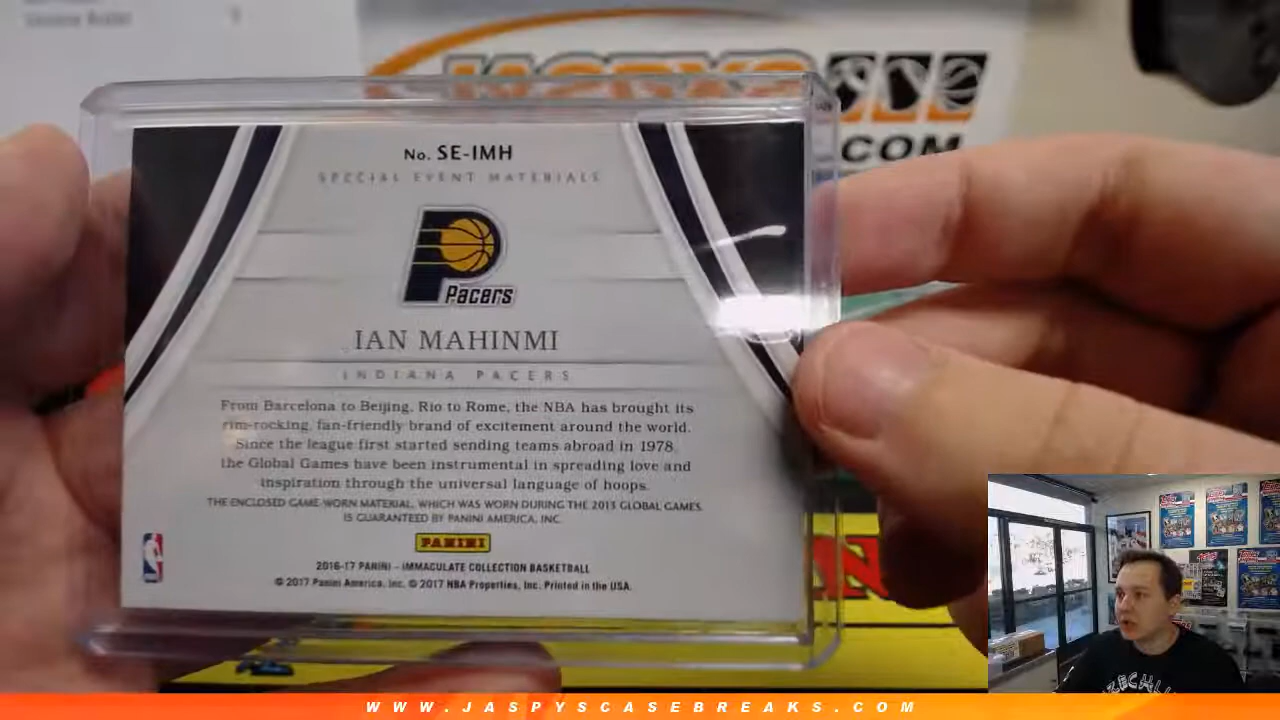 JASPYS
.COM
No. SE-IMH
SPECIAL EVENT MATERIALS
Pacers
IAN MAHINMI
INDIANA PACERS
From Barcelona to Beijing, Rio to Rome, the NBA has brought its
rim-rocking, fan-friendly brand of excitement around the world.
Since the league first started sending teams abroad in 1978,
the Global Games have been instrumental in spreading love and
inspiration through the universal language of hoops.
THE ENCLOSED GAME-WORN MATERIAL, WHICH WAS WORN DURING THE 2013 GLOBAL GAMES,
IS GUARANTEED BY PANINI AMERICA, INC.
PANINI
2016-17 PANINI - IMMACULATE COLLECTION BASKETBALL
© 2017 Panini America, Inc. © 2017 NBA Properties, Inc. Printed in the USA.
WWW.JASPYSCASEBREAKS.COM